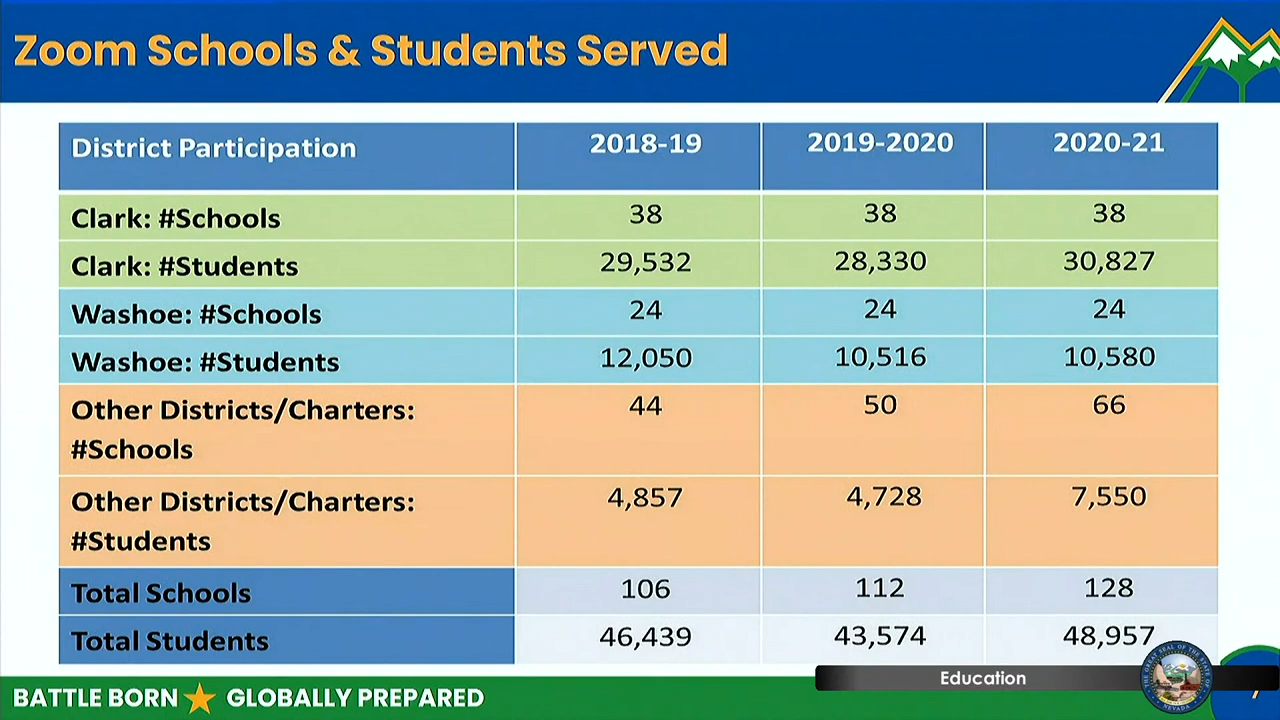 Zoom Schools & Students Served
District Participation 2018-19 2019-2020 2020-21
Clark: #Schools 38 38 38
Clark: #Students 29,532 28,330 30,827
Washoe: #Schools 24 24 24
Washoe: #Students 12,050 10,516 10,580
Other Districts/Charters: 44 50 66
#Schools
Other Districts/Charters: 4,857 4,728 7,550
#Students
Total Schools 106 112 128
Total Students 46,439 43,574 48,957
Education
BATTLE BORN GLOBALLY PREPARED